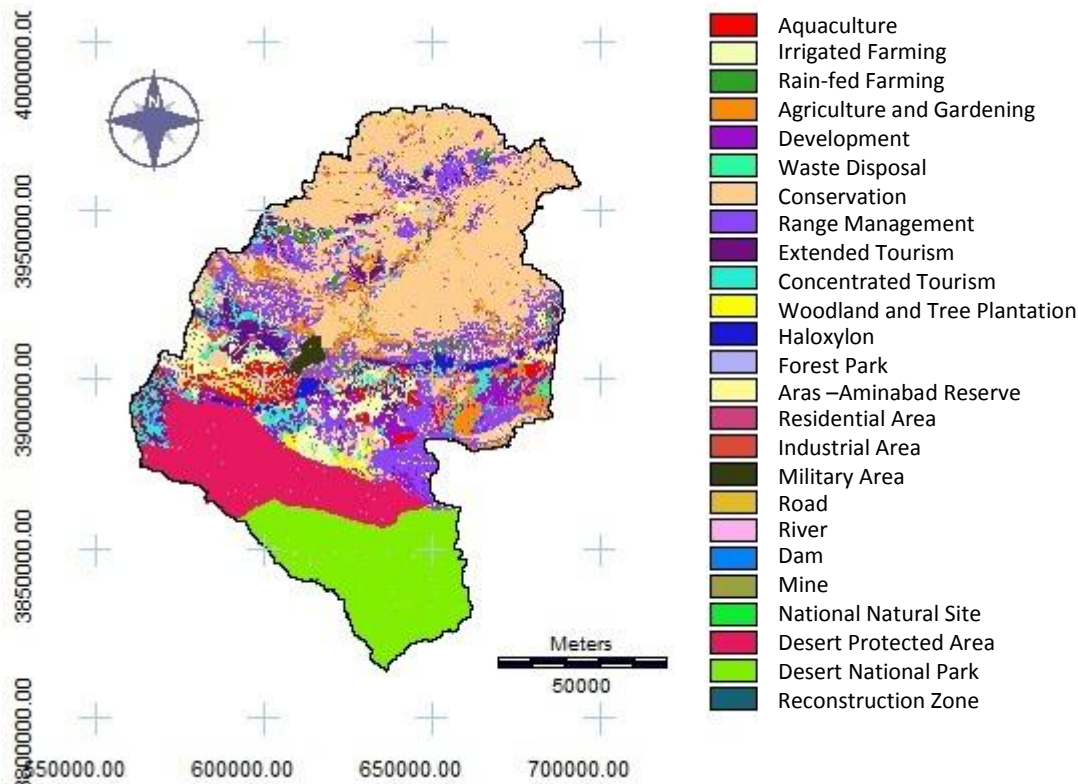 4000000.00
3950000.00
3900000.00
3850000.00
3800000.00
N
Meters
50000
600000.00
650000.00
700000.00
Aquaculture
Irrigated Farming
Rain-fed Farming
Agriculture and Gardening
Development
Waste Disposal
Conservation
Range Management
Extended Tourism
Concentrated Tourism
Woodland and Tree Plantation
Haloxylon
Forest Park
Aras –Aminabad Reserve
Residential Area
Industrial Area
Military Area
Road
River
Dam
Mine
National Natural Site
Desert Protected Area
Desert National Park
Reconstruction Zone